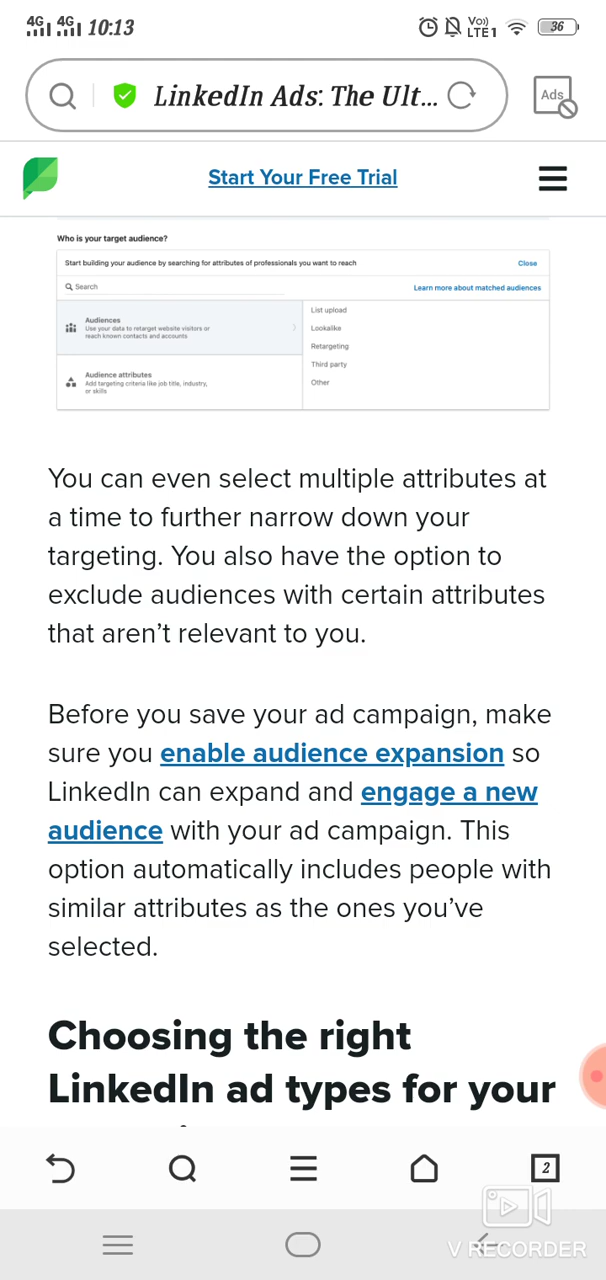 4G 4G 10:13 Vo)) LTE1 36
LinkedIn Ads: The Ult... Ads
Start Your Free Trial
Who is your target audience?
Start building your audience by searching for attributes of professionals you want to reach Close
Search Learn more about matched audiences
Audiences
Use your data to retarget website visitors or
reach known contacts and accounts
Audience attributes
Add targeting criteria like job title, industry,
or skills
List upload
Lookalike
Retargeting
Third party
Other
You can even select multiple attributes at
a time to further narrow down your
targeting. You also have the option to
exclude audiences with certain attributes
that aren’t relevant to you.
Before you save your ad campaign, make
sure you enable audience expansion so
LinkedIn can expand and engage a new
audience with your ad campaign. This
option automatically includes people with
similar attributes as the ones you’ve
selected.
Choosing the right
LinkedIn ad types for your
2
V RECORDER